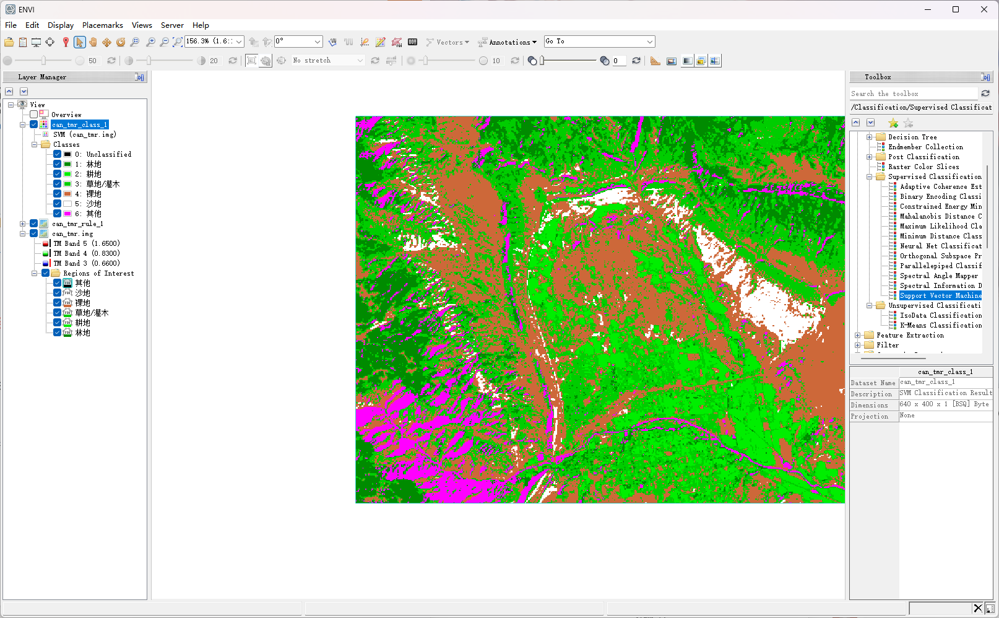 ENVI
File Edit Display Placemarks Views Server Help
156.3% (1.6:: 0° Vectors Annotations Go To
50 20 No stretch 10 0
Layer Manager
View
Overview
can_tmr_class_1
SVM (can_tmr.img)
Classes
0: Unclassified
1: 林地
2: 耕地
3: 草地/灌木
4: 裸地
5: 沙地
6: 其他
can_tmr_rule_1
can_tmr.img
TM Band 5 (1.6500)
TM Band 4 (0.8300)
TM Band 3 (0.6600)
Regions of Interest
其他
沙地
裸地
草地/灌木
耕地
林地
Toolbox
Search the toolbox
/Classification/Supervised Classificat
Decision Tree
Endmember Collection
Post Classification
Raster Color Slices
Supervised Classification
Adaptive Coherence Est
Binary Encoding Classi
Constrained Energy Min
Mahalanobis Distance C
Maximum Likelihood Cla
Minimum Distance Class
Neural Net Classificat
Orthogonal Subspace Pr
Parallelepiped Classif
Spectral Angle Mapper
Spectral Information D
Support Vector Machine
Unsupervised Classificati
IsoData Classification
K-Means Classification
Feature Extraction
Filter
can_tmr_class_1
Dataset Name can_tmr_class_1
Description SVM Classification Result
Dimensions 640 x 400 x 1 [BSQ] Byte
Projection None